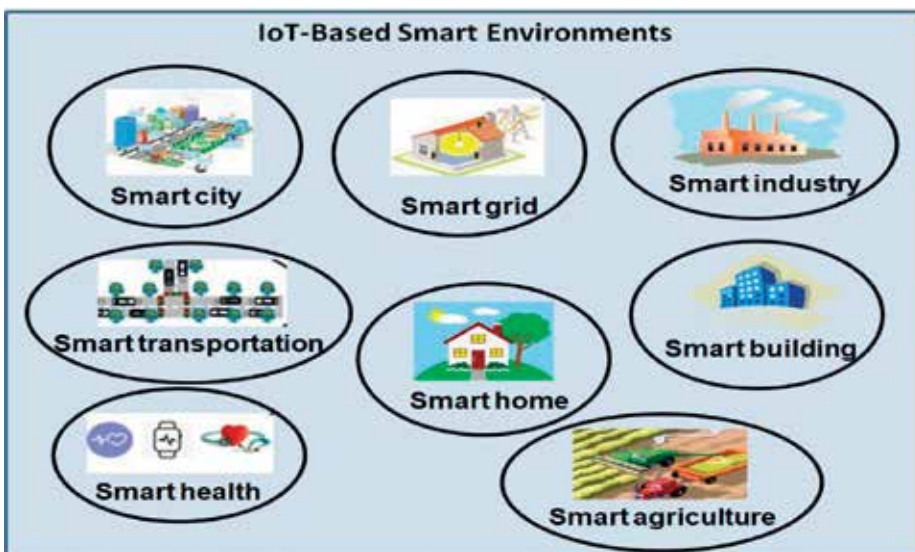 IoT-Based Smart Environments
Smart city
Smart grid
Smart industry
Smart transportation
Smart home
Smart building
Smart health
Smart agriculture